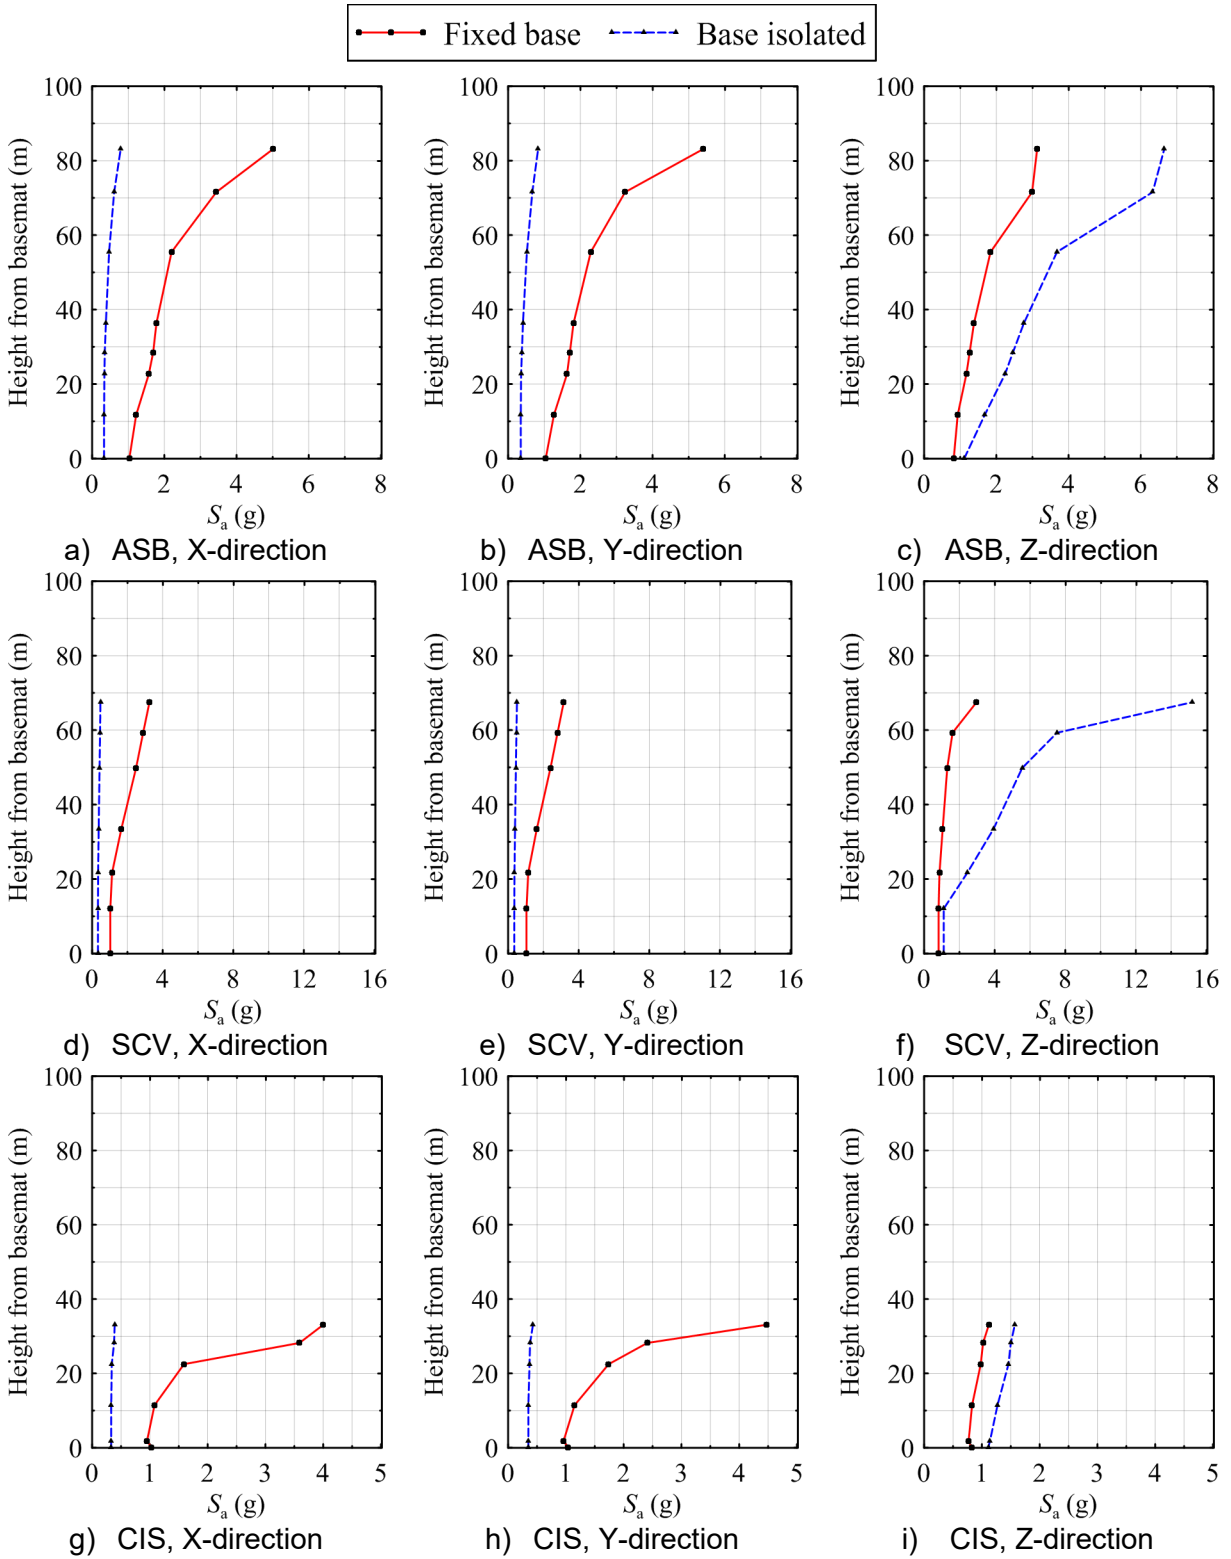 Fixed base Base isolated
Height from basemat (m) Height from basemat (m) Height from basemat (m)
100 100 100
80 80 80
60 60 60
40 40 40
20 20 20
0 0 0
0 2 4 6 8 0 2 4 6 8 0 2 4 6 8
Sa (g) Sa (g) Sa (g)
a) ASB, X-direction b) ASB, Y-direction c) ASB, Z-direction
Height from basemat (m) Height from basemat (m) Height from basemat (m)
100 100 100
80 80 80
60 60 60
40 40 40
20 20 20
0 0 0
0 4 8 12 16 0 4 8 12 16 0 4 8 12 16
Sa (g) Sa (g) Sa (g)
d) SCV, X-direction e) SCV, Y-direction f) SCV, Z-direction
Height from basemat (m) Height from basemat (m) Height from basemat (m)
100 100 100
80 80 80
60 60 60
40 40 40
20 20 20
0 0 0
0 1 2 3 4 5 0 1 2 3 4 5 0 1 2 3 4 5
Sa (g) Sa (g) Sa (g)
g) CIS, X-direction h) CIS, Y-direction i) CIS, Z-direction